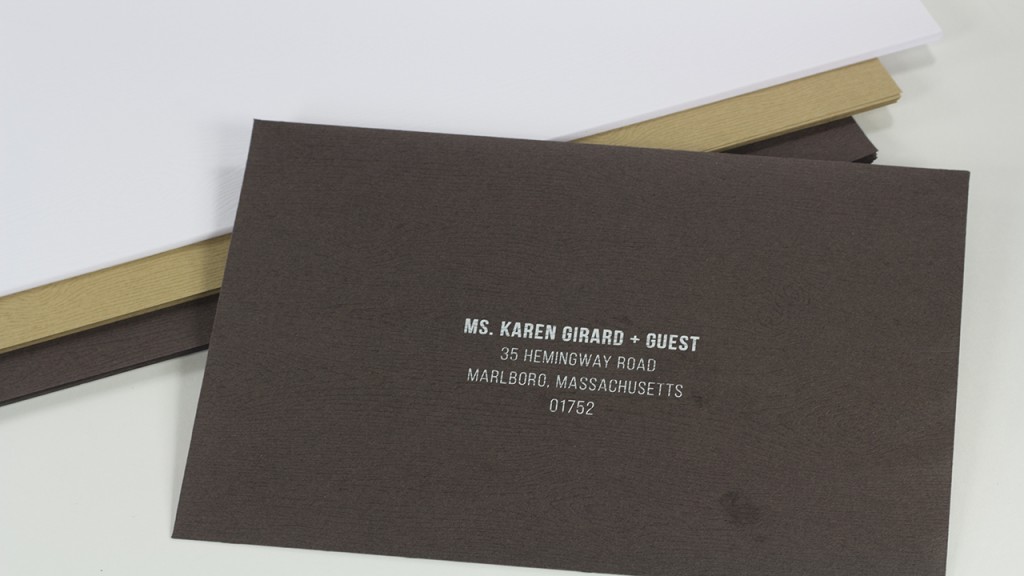 MS. KAREN GIRARD + GUEST
35 HEMINGWAY ROAD
MARLBORO, MASSACHUSETTS
01752